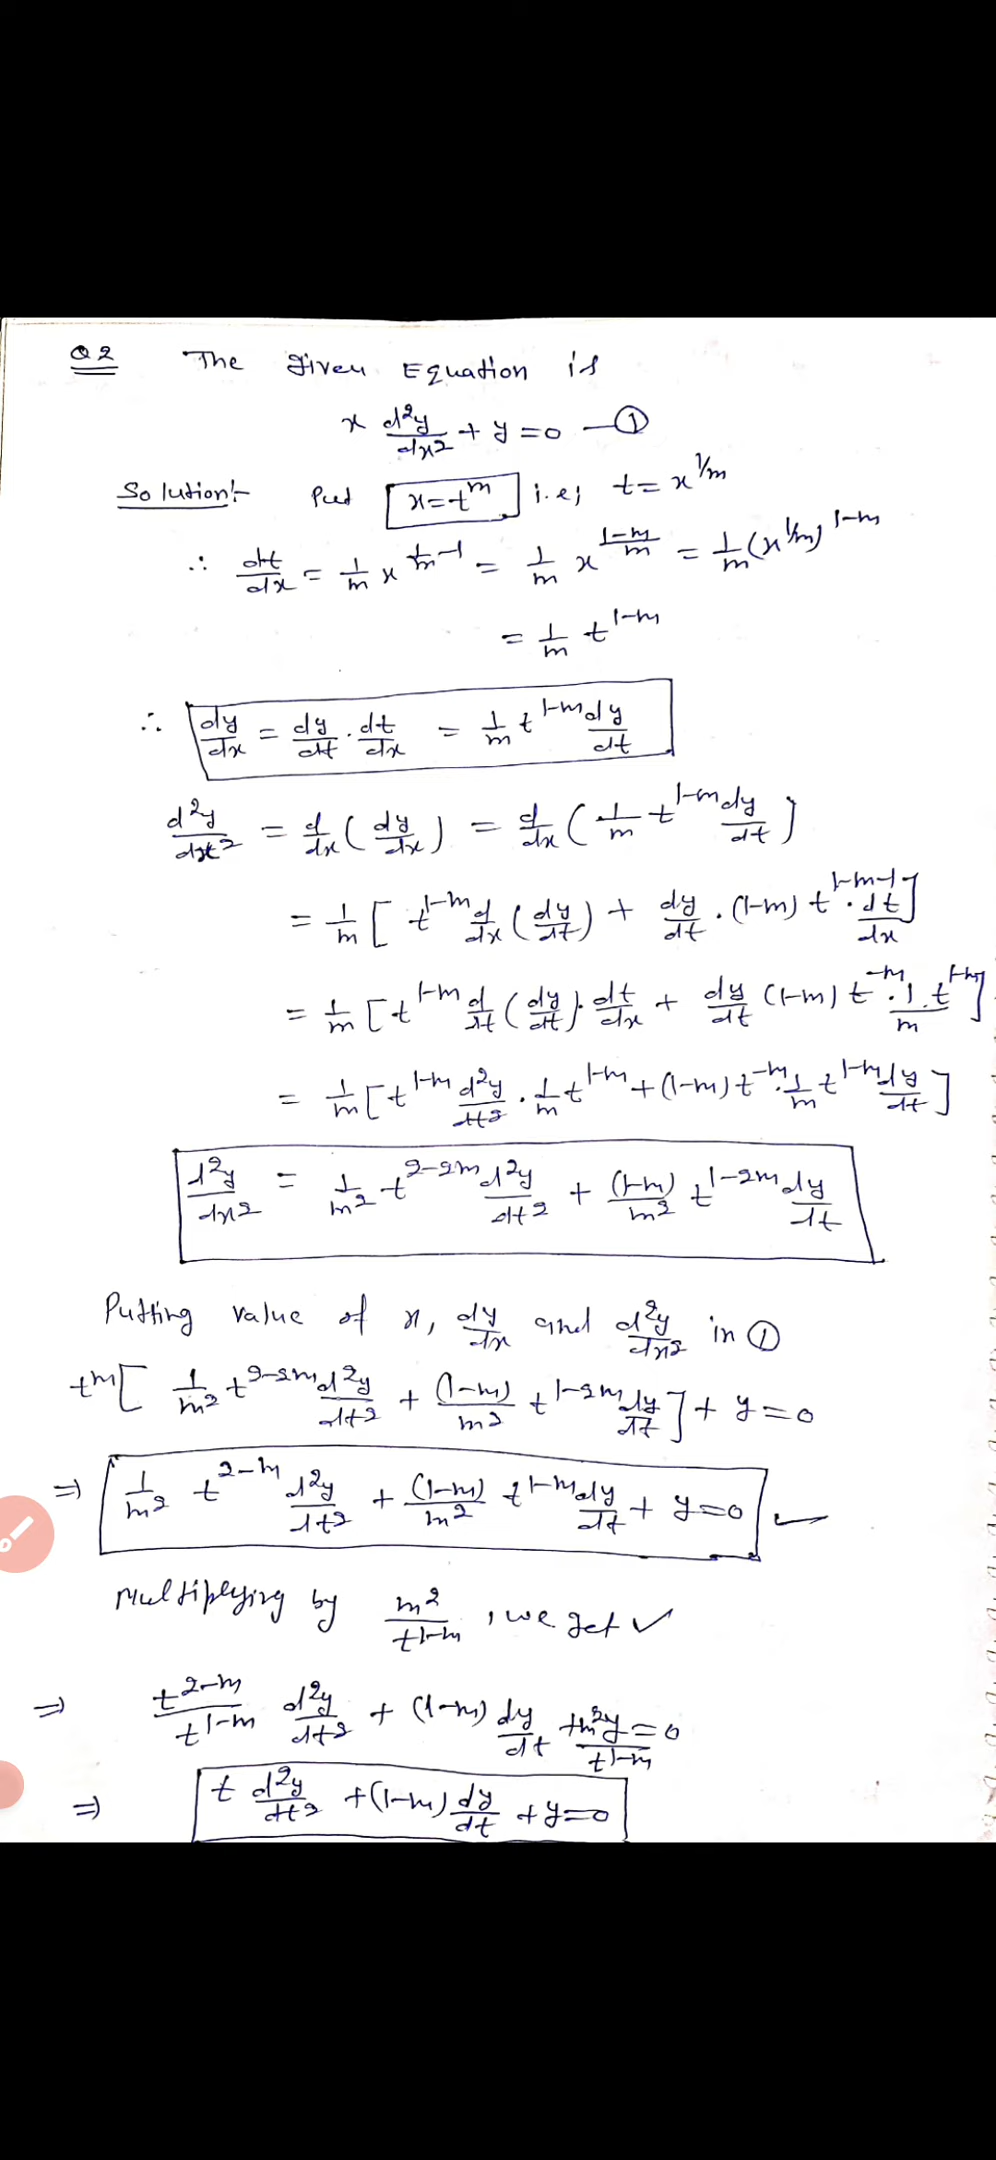 Q2 The given Equation is
x d²y/dx² + y = 0 —①
Solution:- Put x = t^m i.e; t = x^1/m
∴ dt/dx = 1/m x^(1/m - 1) = 1/m x^((1-m)/m) = 1/m (x^1/m)^(1-m)
= 1/m t^(1-m)
∴ dy/dx = dy/dt · dt/dx = 1/m t^(1-m) dy/dt
d²y/dx² = d/dx (dy/dx) = d/dx (1/m t^(1-m) dy/dt)
= 1/m [ t^(1-m) d/dx (dy/dt) + dy/dt · (1-m) t^(1-m-1) · dt/dx ]
= 1/m [ t^(1-m) d/dt (dy/dt) · dt/dx + dy/dt (1-m) t^(-m) · 1/m · t^(1-m) ]
= 1/m [ t^(1-m) d²y/dt² · 1/m t^(1-m) + (1-m) t^(-m) · 1/m t^(1-m) dy/dt ]
d²y/dx² = 1/m² t^(2-2m) d²y/dt² + (1-m)/m² t^(1-2m) dy/dt
Putting value of x, dy/dx and d²y/dx² in ①
t^m [ 1/m² t^(2-2m) d²y/dt² + (1-m)/m² t^(1-2m) dy/dt ] + y = 0
⇒ 1/m² t^(2-m) d²y/dt² + (1-m)/m² t^(1-m) dy/dt + y = 0
Multiplying by m²/t^(1-m) , we get ✓
⇒ t^(2-m)/t^(1-m) d²y/dt² + (1-m) dy/dt + m²y/t^(1-m) = 0
⇒ t d²y/dt² + (1-m) dy/dt + y = 0